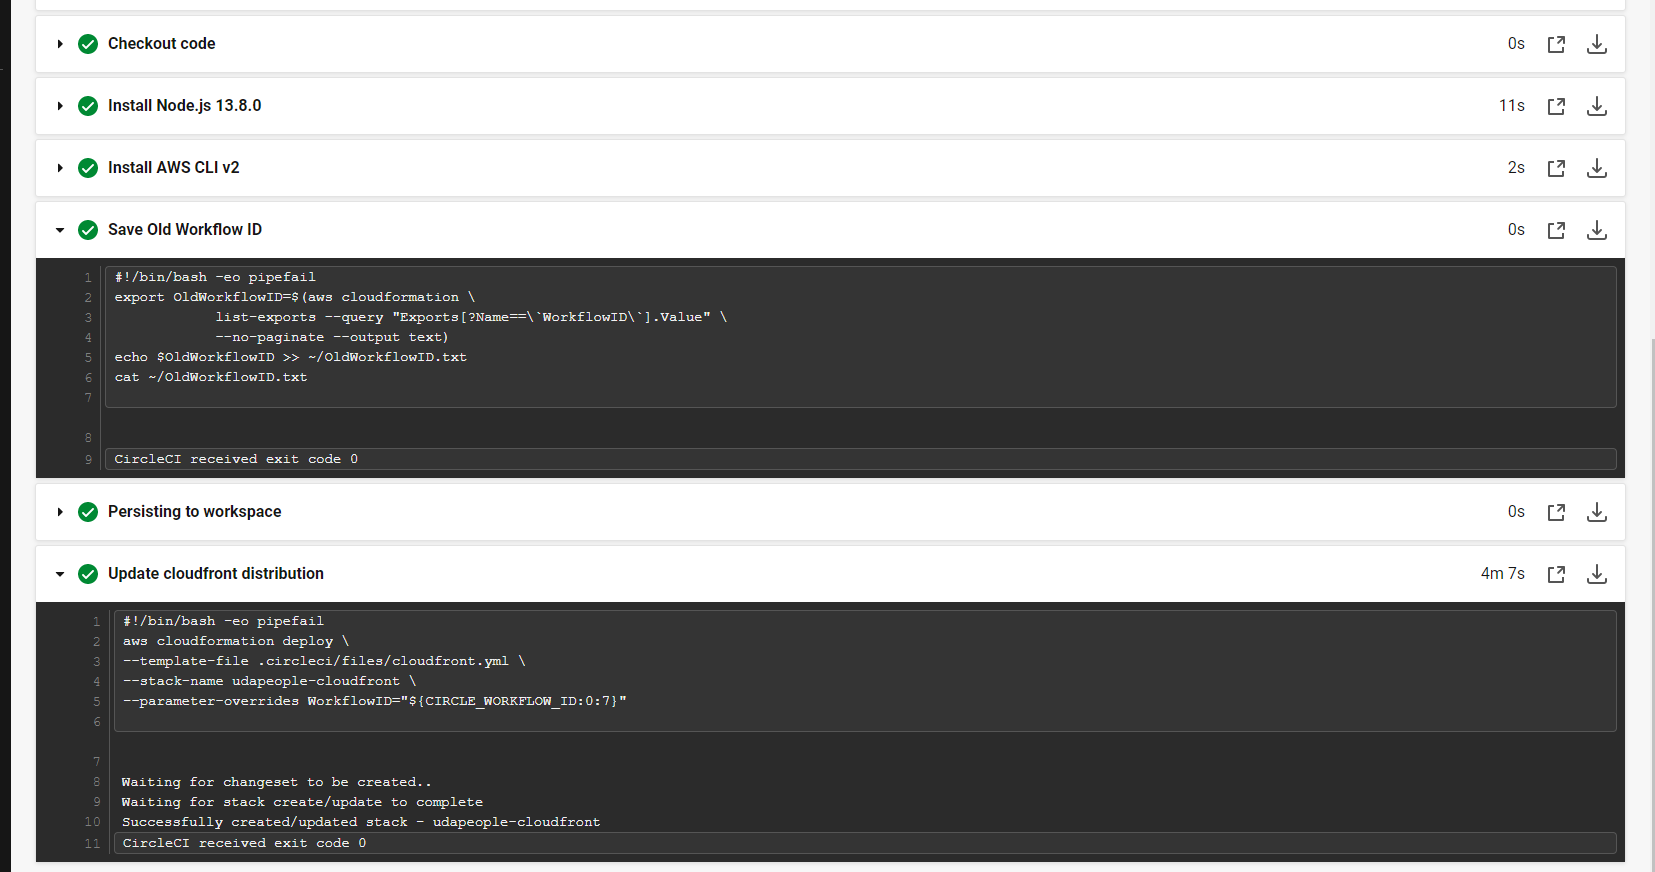 Checkout code 0s
Install Node.js 13.8.0 11s
Install AWS CLI v2 2s
Save Old Workflow ID 0s
1 #!/bin/bash -eo pipefail
2 export OldWorkflowID=$(aws cloudformation \
3 list-exports --query "Exports[?Name==\`WorkflowID\`].Value" \
4 --no-paginate --output text)
5 echo $OldWorkflowID >> ~/OldWorkflowID.txt
6 cat ~/OldWorkflowID.txt
7
8
9 CircleCI received exit code 0
Persisting to workspace 0s
Update cloudfront distribution 4m 7s
1 #!/bin/bash -eo pipefail
2 aws cloudformation deploy \
3 --template-file .circleci/files/cloudfront.yml \
4 --stack-name udapeople-cloudfront \
5 --parameter-overrides WorkflowID="${CIRCLE_WORKFLOW_ID:0:7}"
6
7
8 Waiting for changeset to be created..
9 Waiting for stack create/update to complete
10 Successfully created/updated stack - udapeople-cloudfront
11 CircleCI received exit code 0